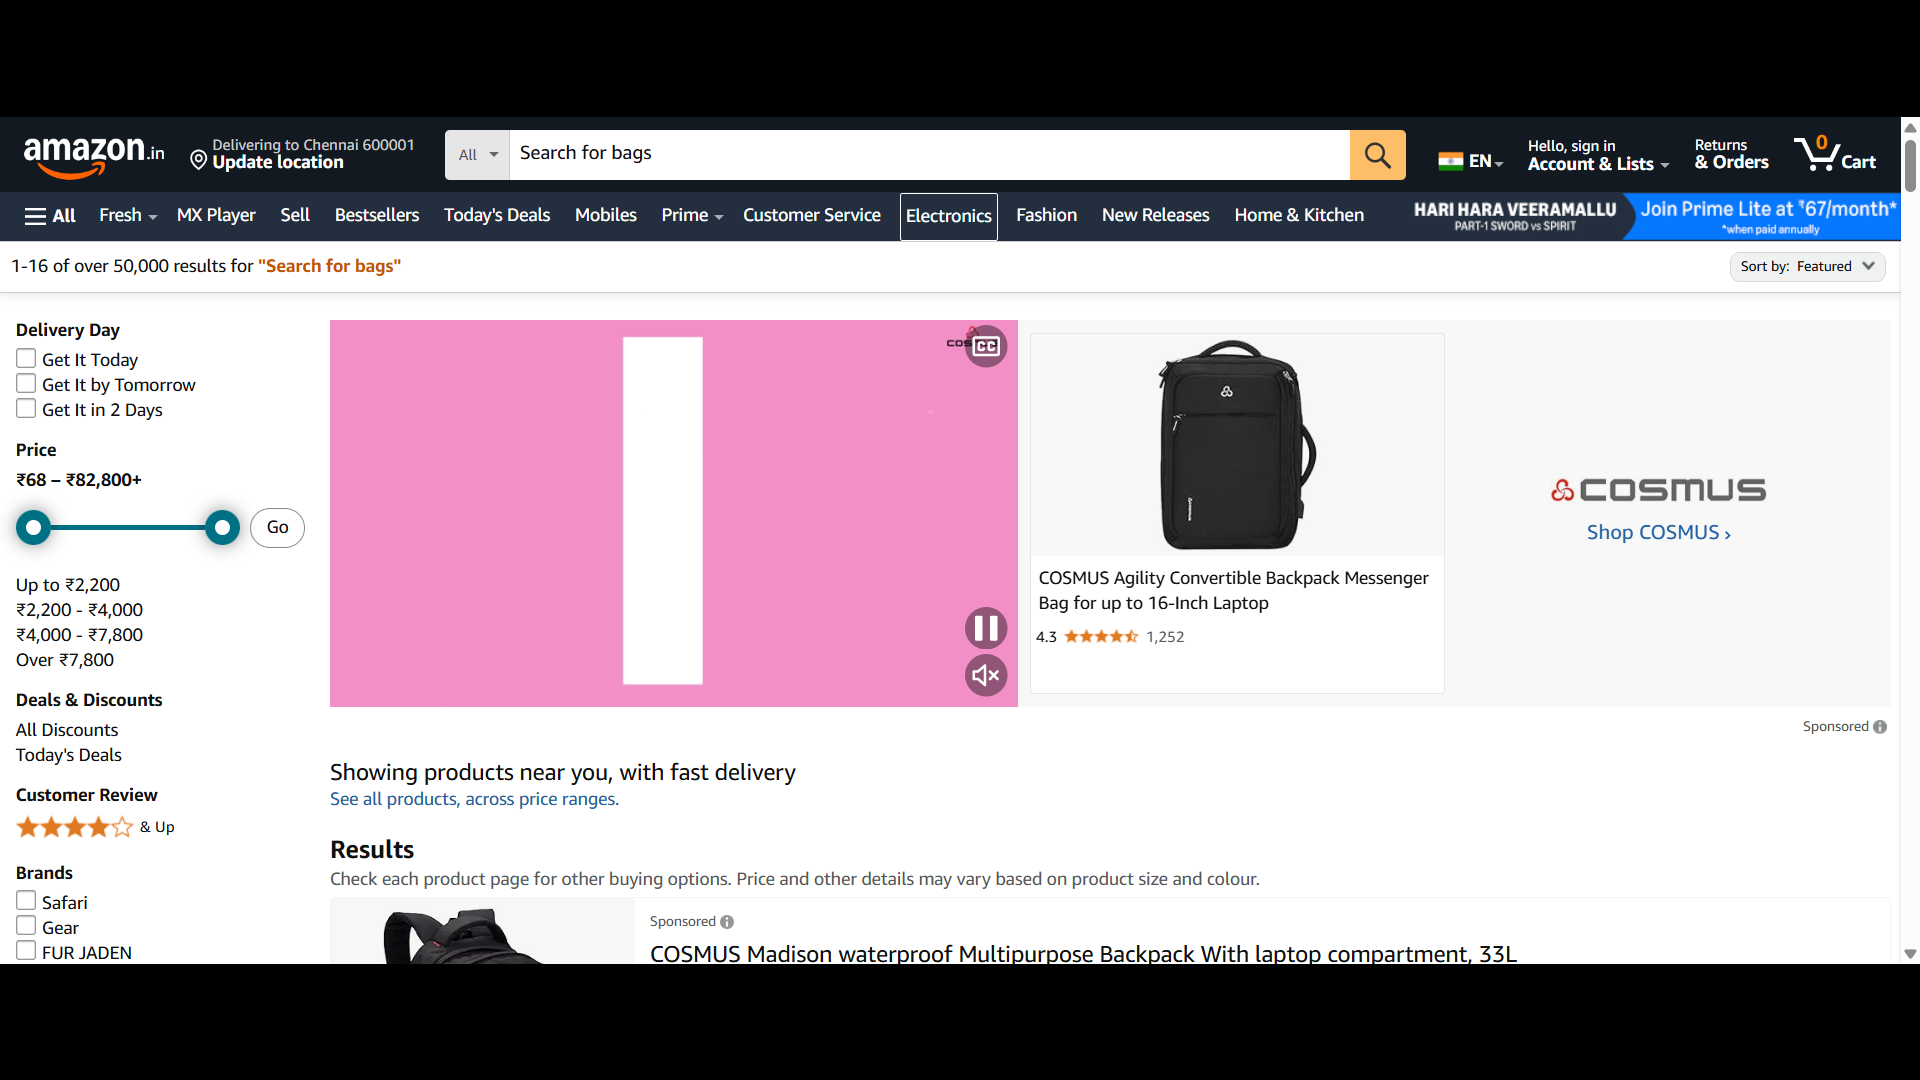 amazon.in
Delivering to Chennai 600001
Update location
All
Search for bags
EN
Hello, sign in
Account & Lists
Returns
& Orders
0
Cart
All
Fresh
MX Player
Sell
Bestsellers
Today's Deals
Mobiles
Prime
Customer Service
Electronics
Fashion
New Releases
Home & Kitchen
HARI HARA VEERAMALLU
PART-1 SWORD vs SPIRIT
Join Prime Lite at ₹67/month*
*when paid annually
1-16 of over 50,000 results for "Search for bags"
Sort by: Featured
Delivery Day
Get It Today
Get It by Tomorrow
Get It in 2 Days
Price
₹68 – ₹82,800+
Go
Up to ₹2,200
₹2,200 - ₹4,000
₹4,000 - ₹7,800
Over ₹7,800
Deals & Discounts
All Discounts
Today's Deals
Customer Review
& Up
Brands
Safari
Gear
FUR JADEN
CC
COSMUS Agility Convertible Backpack Messenger
Bag for up to 16-Inch Laptop
4.3
1,252
COSMUS
Shop COSMUS ›
Sponsored
Showing products near you, with fast delivery
See all products, across price ranges.
Results
Check each product page for other buying options. Price and other details may vary based on product size and colour.
Sponsored
COSMUS Madison waterproof Multipurpose Backpack With laptop compartment, 33L